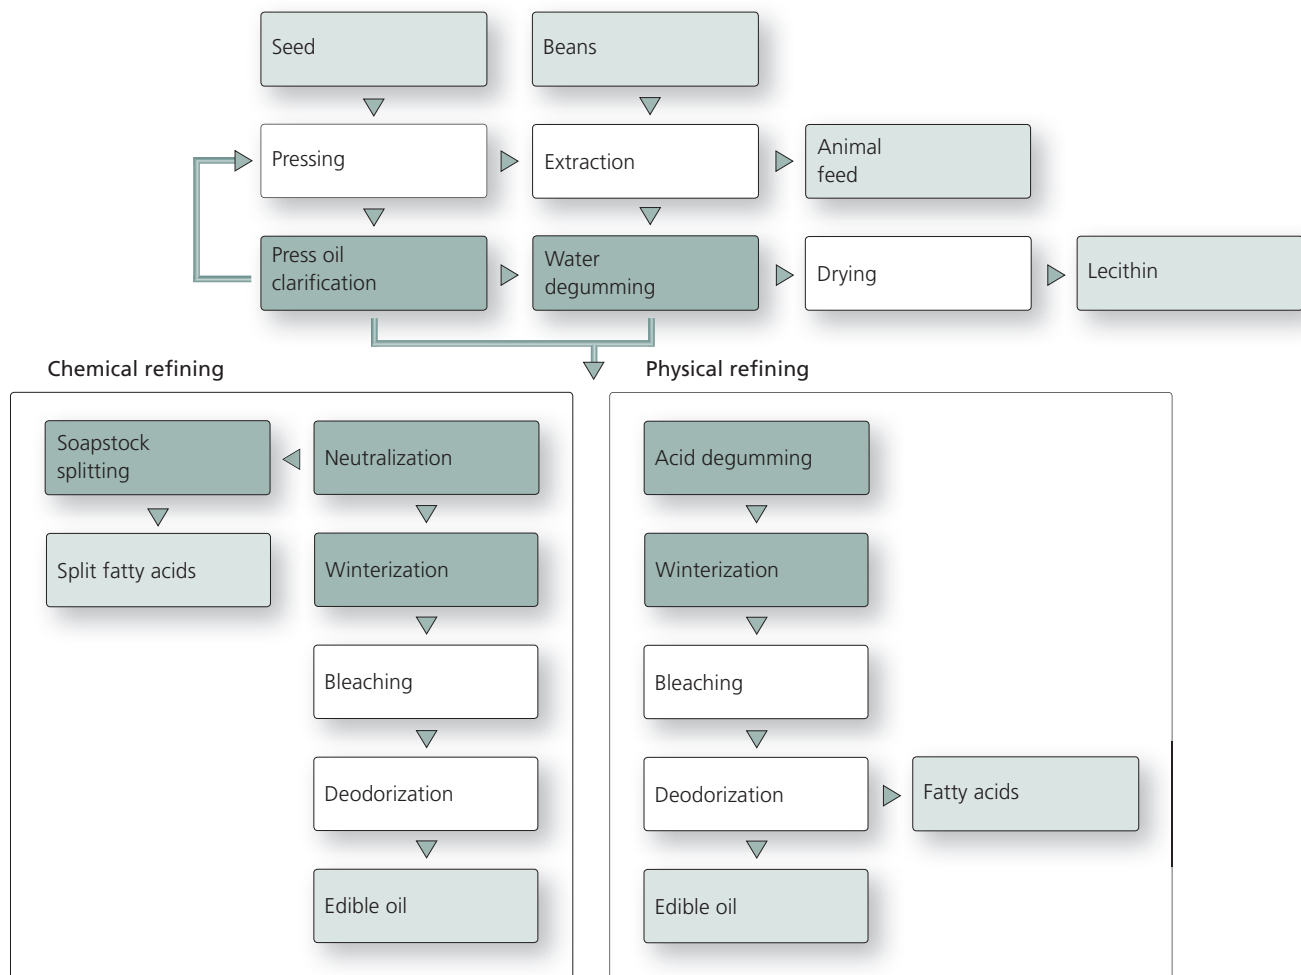 Seed
Beans
Pressing
Extraction
Animal
feed
Press oil
clarification
Water
degumming
Drying
Lecithin
Chemical refining
Physical refining
Soapstock
splitting
Neutralization
Acid degumming
Split fatty acids
Winterization
Winterization
Bleaching
Bleaching
Deodorization
Deodorization
Fatty acids
Edible oil
Edible oil